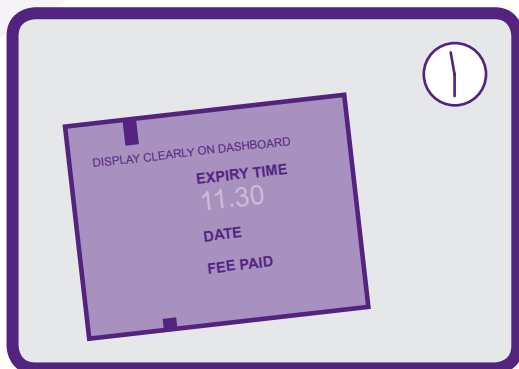 DISPLAY CLEARLY ON DASHBOARD
EXPIRY TIME
11.30
DATE
FEE PAID